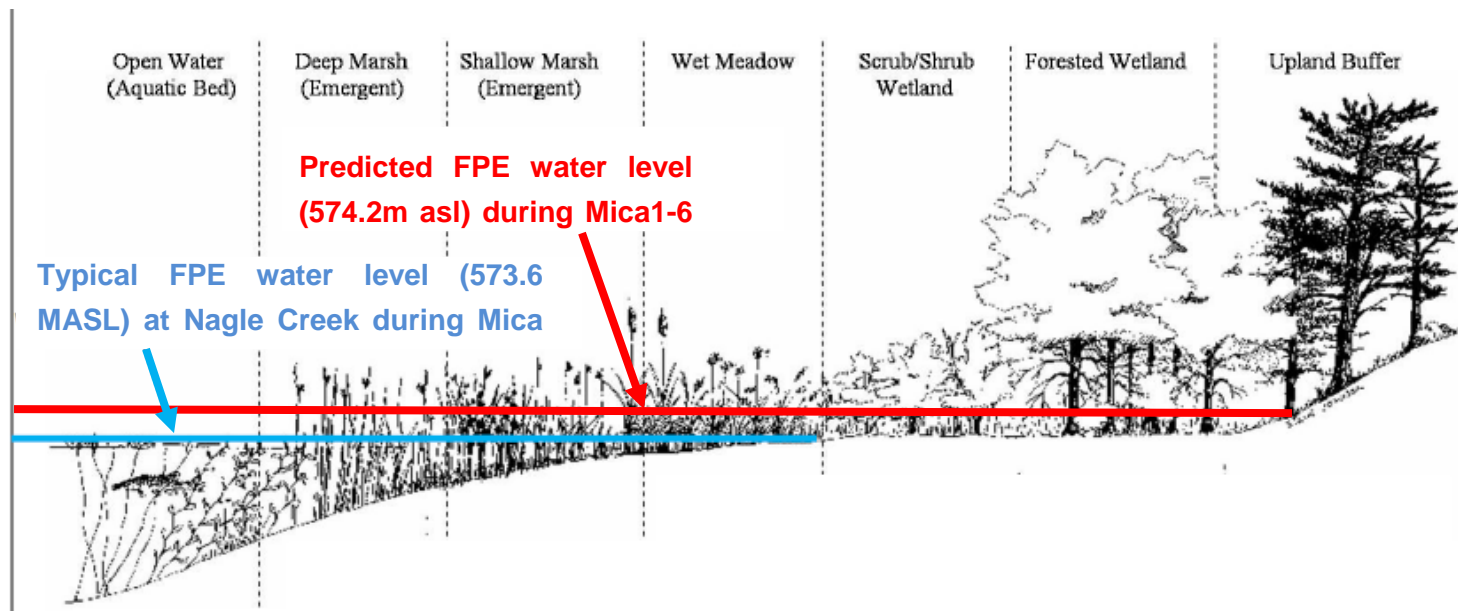 Open Water
(Aquatic Bed)
Deep Marsh
(Emergent)
Shallow Marsh
(Emergent)
Wet Meadow
Scrub/Shrub
Wetland
Forested Wetland
Upland Buffer
Predicted FPE water level
(574.2m asl) during Mica1-6
Typical FPE water level (573.6
MASL) at Nagle Creek during Mica